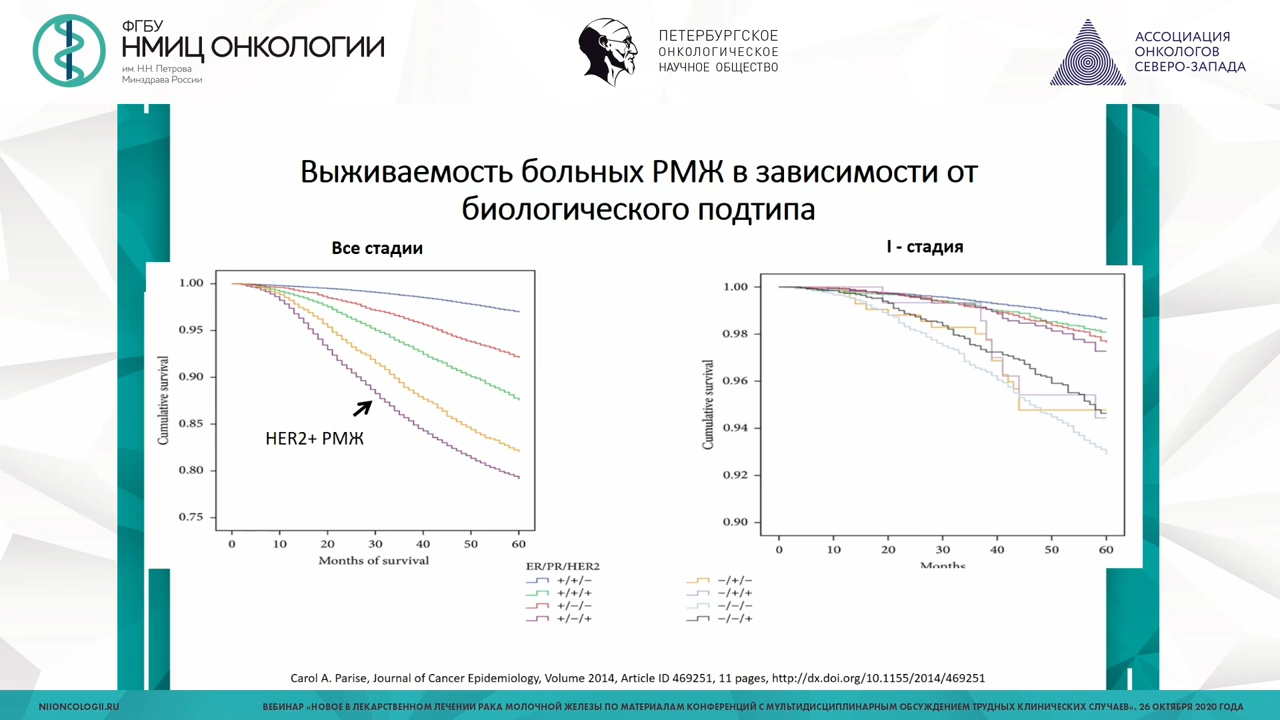 ФГБУ
НМИЦ ОНКОЛОГИИ
им. Н.Н. Петрова
Минздрава России
ПЕТЕРБУРГСКОЕ
ОНКОЛОГИЧЕСКОЕ
НАУЧНОЕ ОБЩЕСТВО
АССОЦИАЦИЯ
ОНКОЛОГОВ
СЕВЕРО-ЗАПАДА
Выживаемость больных РМЖ в зависимости от
биологического подтипа
Все стадии
1.00
0.95
0.90
0.85
0.80
0.75
Cumulative survival
HER2+ РМЖ
0 10 20 30 40 50 60
Months of survival
I - стадия
1.00
0.98
0.96
0.94
0.92
0.90
Cumulative survival
0 10 20 30 40 50 60
Months
ER/PR/HER2
+/+/−
+/+/+
+/−/−
+/−/+
−/+/−
−/+/+
−/−/−
−/−/+
Carol A. Parise, Journal of Cancer Epidemiology, Volume 2014, Article ID 469251, 11 pages, http://dx.doi.org/10.1155/2014/469251
NIIONCOLOGII.RU
ВЕБИНАР «НОВОЕ В ЛЕКАРСТВЕННОМ ЛЕЧЕНИИ РАКА МОЛОЧНОЙ ЖЕЛЕЗЫ ПО МАТЕРИАЛАМ КОНФЕРЕНЦИЙ С МУЛЬТИДИСЦИПЛИНАРНЫМ ОБСУЖДЕНИЕМ ТРУДНЫХ КЛИНИЧЕСКИХ СЛУЧАЕВ». 26 ОКТЯБРЯ 2020 ГОДА